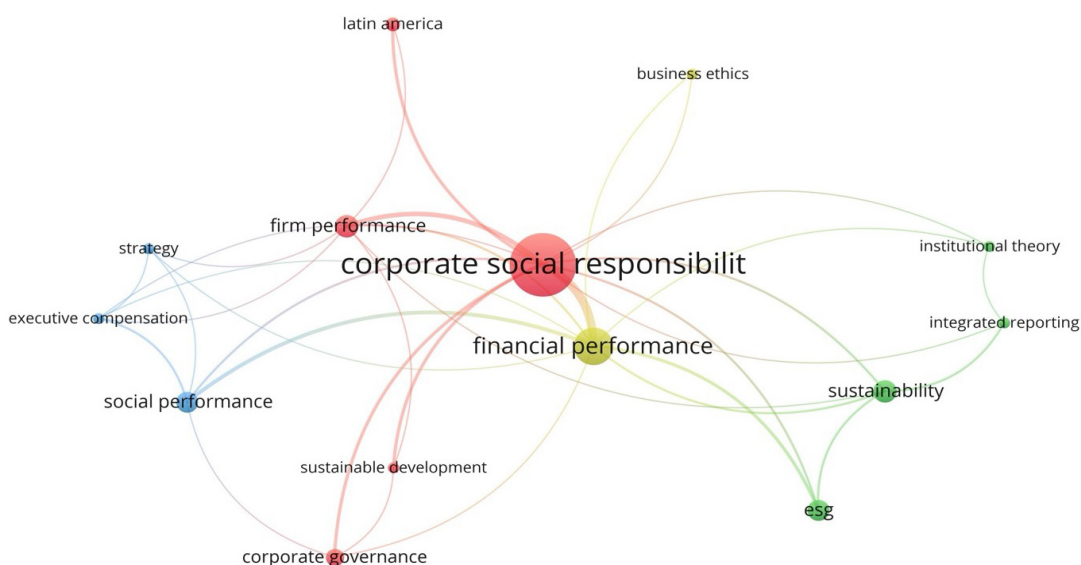 latin america
business ethics
firm performance
strategy
institutional theory
corporate social responsibilit
executive compensation
integrated reporting
financial performance
sustainability
social performance
sustainable development
esg
corporate governance